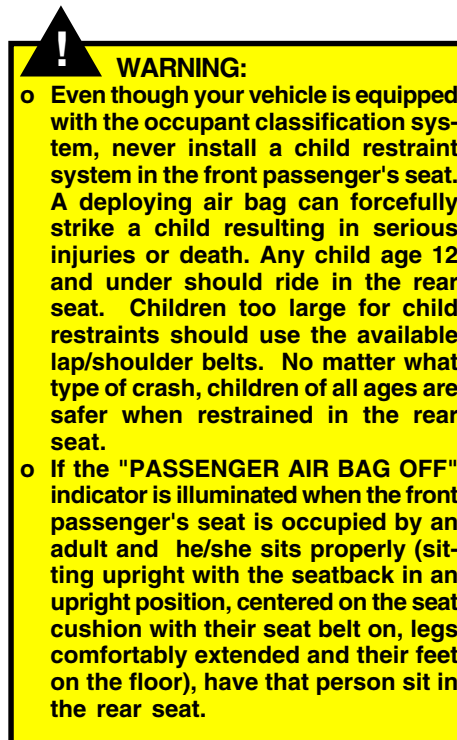 !
WARNING:
o Even though your vehicle is equipped
with the occupant classification sys-
tem, never install a child restraint
system in the front passenger's seat.
A deploying air bag can forcefully
strike a child resulting in serious
injuries or death. Any child age 12
and under should ride in the rear
seat. Children too large for child
restraints should use the available
lap/shoulder belts. No matter what
type of crash, children of all ages are
safer when restrained in the rear
seat.
o If the "PASSENGER AIR BAG OFF"
indicator is illuminated when the front
passenger's seat is occupied by an
adult and he/she sits properly (sit-
ting upright with the seatback in an
upright position, centered on the seat
cushion with their seat belt on, legs
comfortably extended and their feet
on the floor), have that person sit in
the rear seat.